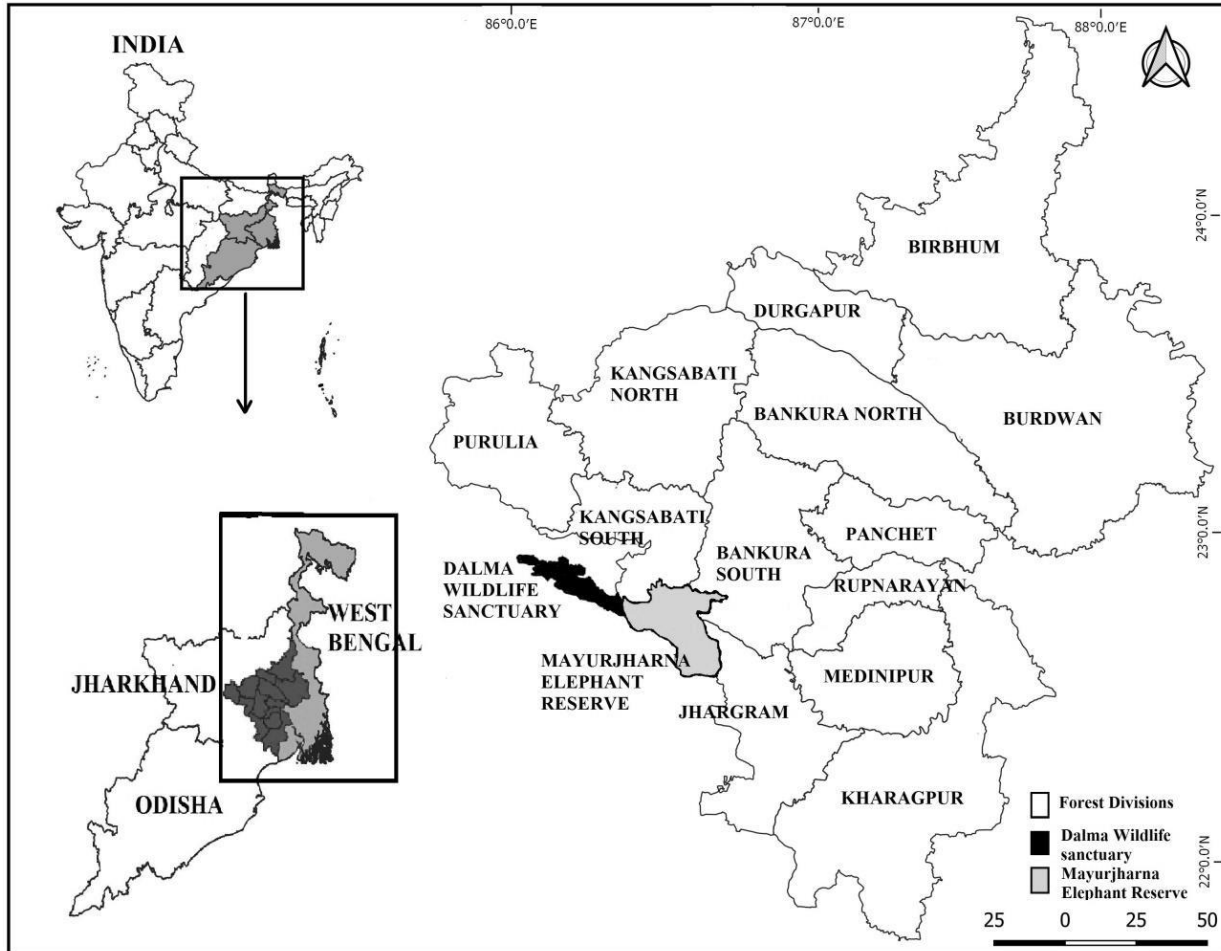 86°0.0'E
87°0.0'E
88°0.0'E
INDIA
24°0.0'N
BIRBHUM
DURGAPUR
KANGSABATI
NORTH
BANKURA NORTH
BURDWAN
PURULIA
23°0.0'N
KANGSABATI
SOUTH
PANCHET
BANKURA
SOUTH
DALMA
WILDLIFE
SANCTUARY
RUPNARAYAN
WEST
BENGAL
MAYURJHARNA
ELEPHANT
RESERVE
MEDINIPUR
JHARKHAND
JHARGRAM
ODISHA
KHARAGPUR
22°0.0'N
Forest Divisions
Dalma Wildlife
sanctuary
Mayurjharna
Elephant Reserve
25 0 25 50